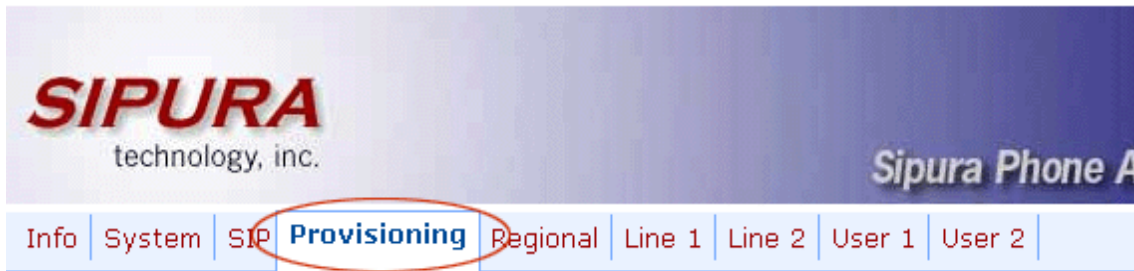 SIPURA
technology, inc.
Sipura Phone A
Info System SIP Provisioning Regional Line 1 Line 2 User 1 User 2